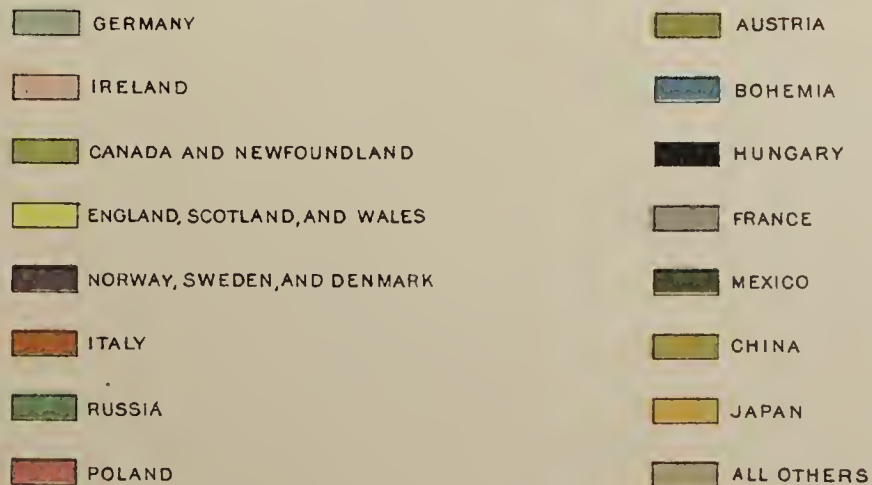 GERMANY
IRELAND
CANADA AND NEWFOUNDLAND
ENGLAND, SCOTLAND, AND WALES
NORWAY, SWEDEN, AND DENMARK
ITALY
RUSSIA
POLAND
AUSTRIA
BOHEMIA
HUNGARY
FRANCE
MEXICO
CHINA
JAPAN
ALL OTHERS